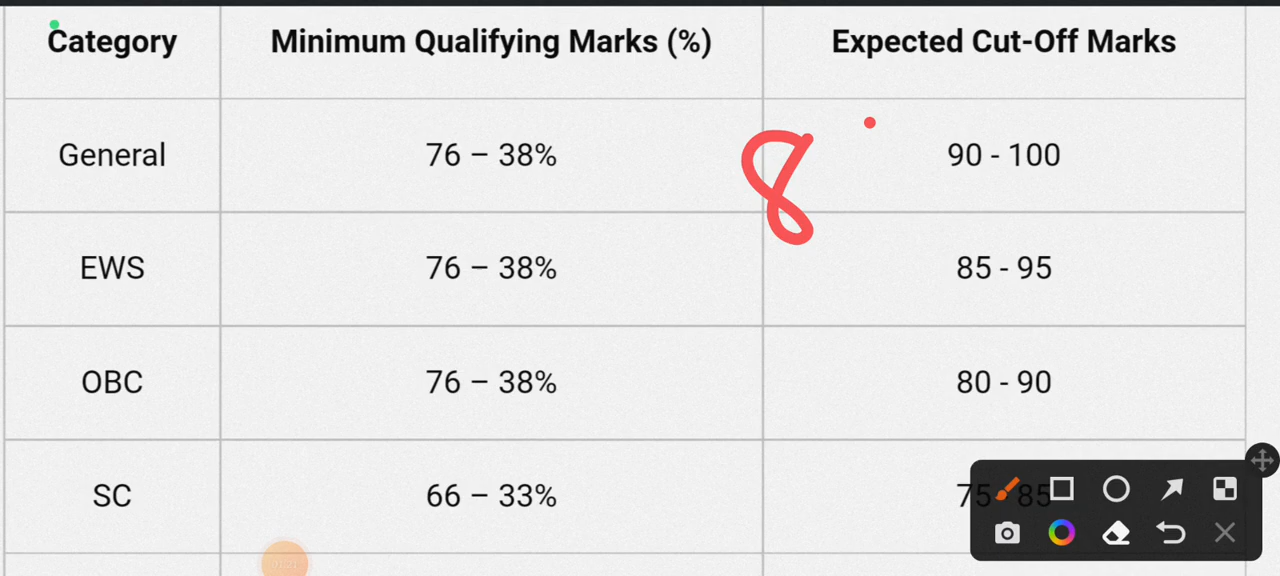 Category Minimum Qualifying Marks (%) Expected Cut-Off Marks
General 76 – 38% 90 - 100
8
EWS 76 – 38% 85 - 95
OBC 76 – 38% 80 - 90
SC 66 – 33% 75 - 85